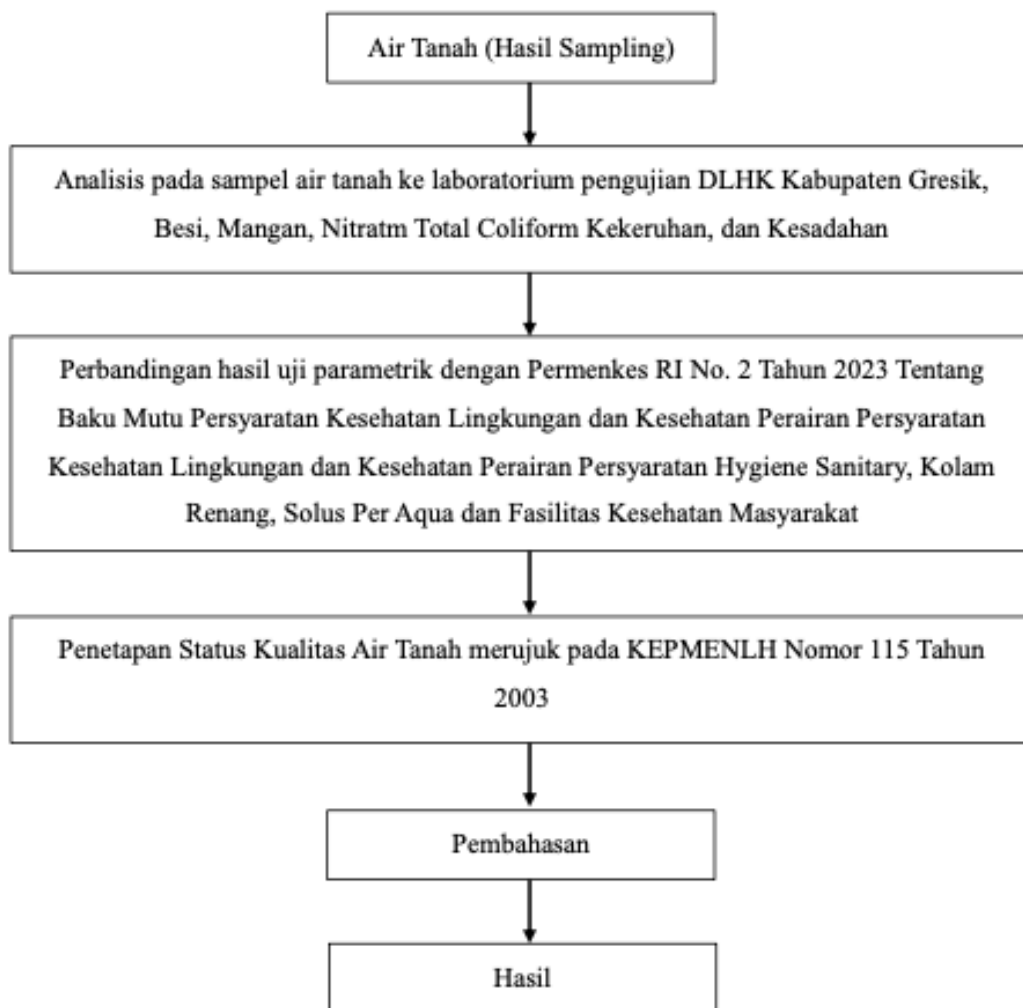 Air Tanah (Hasil Sampling)
Analisis pada sampel air tanah ke laboratorium pengujian DLHK Kabupaten Gresik,
Besi, Mangan, Nitratm Total Coliform Kekeruhan, dan Kesadahan
Perbandingan hasil uji parametrik dengan Permenkes RI No. 2 Tahun 2023 Tentang
Baku Mutu Persyaratan Kesehatan Lingkungan dan Kesehatan Perairan Persyaratan
Kesehatan Lingkungan dan Kesehatan Perairan Persyaratan Hygiene Sanitary, Kolam
Renang, Solus Per Aqua dan Fasilitas Kesehatan Masyarakat
Penetapan Status Kualitas Air Tanah merujuk pada KEPMENLH Nomor 115 Tahun
2003
Pembahasan
Hasil